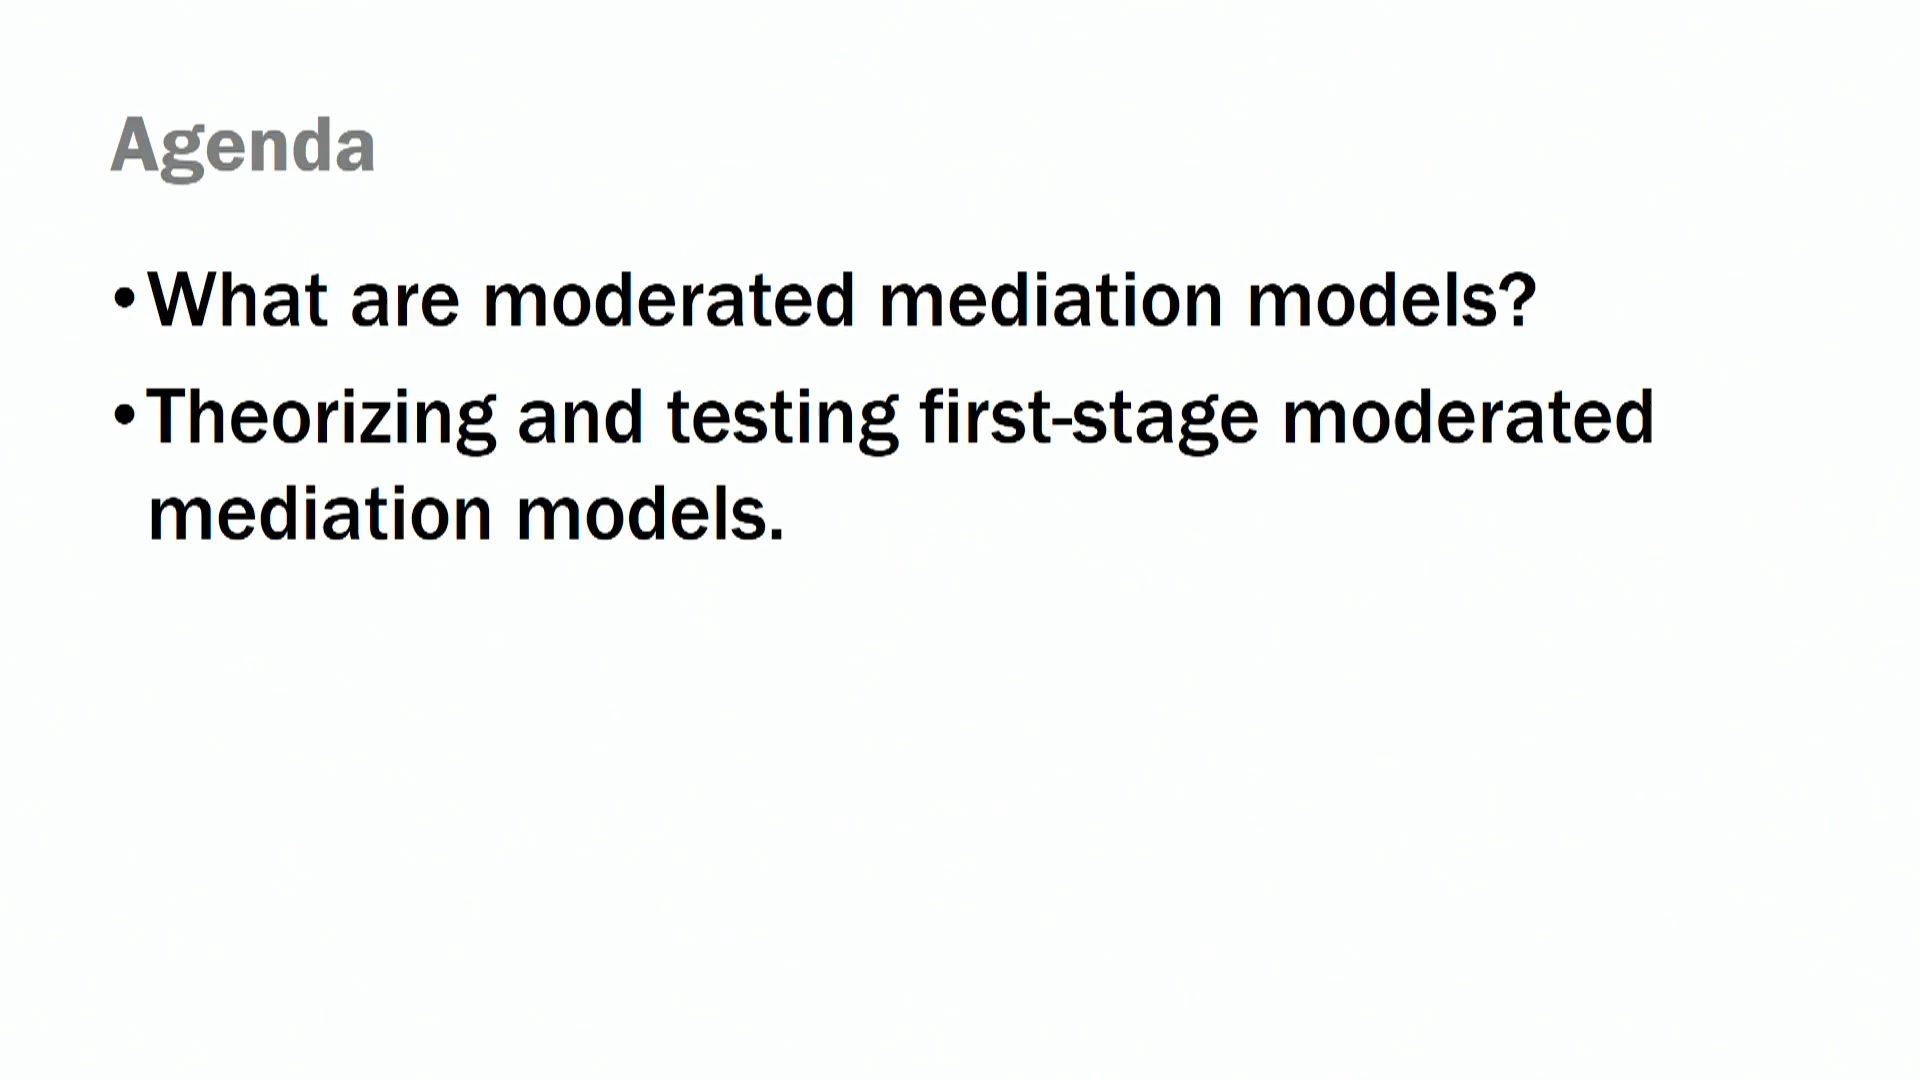 Agenda
• What are moderated mediation models?
• Theorizing and testing first-stage moderated
mediation models.